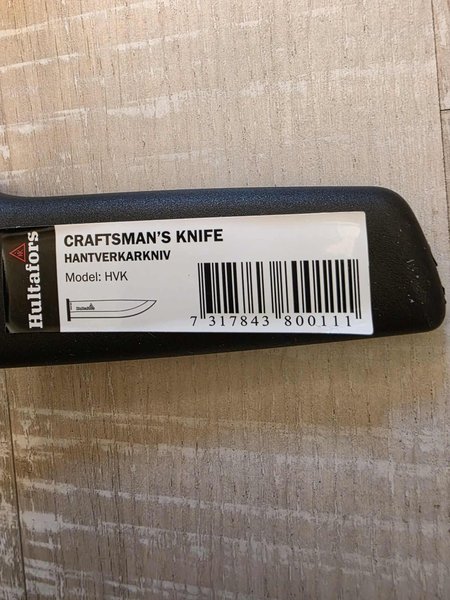 Hultafors
CRAFTSMAN'S KNIFE
HANTVERKARKNIV
Model: HVK
7 317843 800111